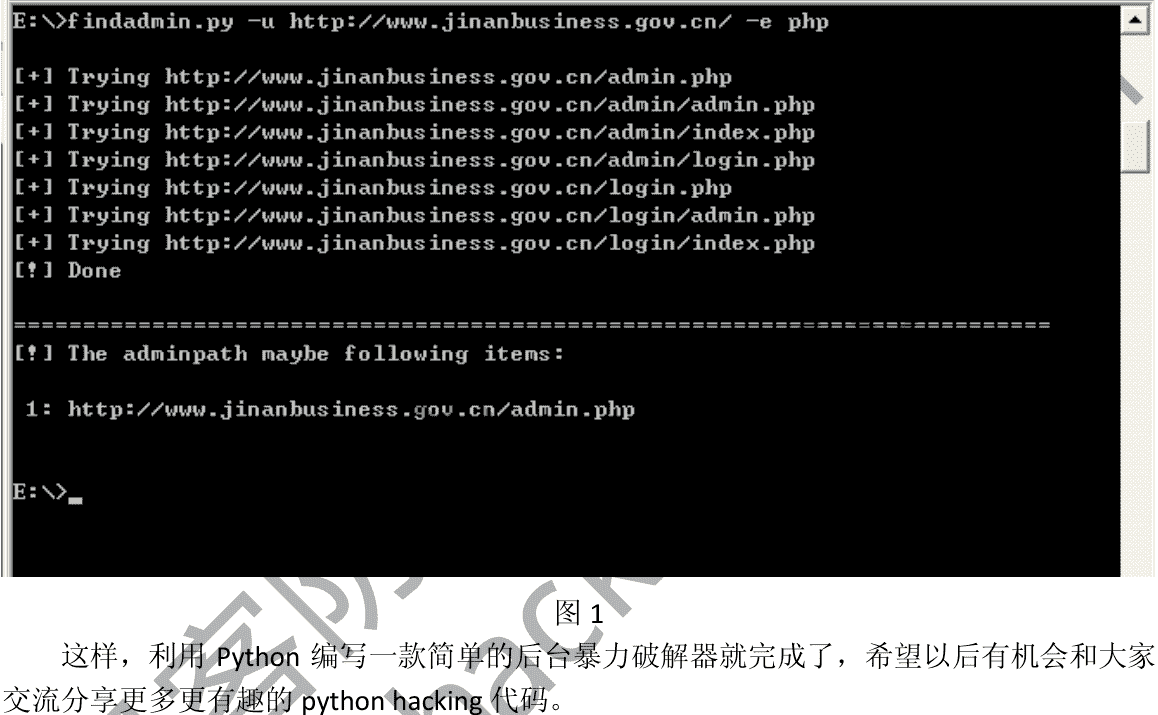 E:\>findadmin.py -u http://www.jinanbusiness.gov.cn/ -e php
[+] Trying http://www.jinanbusiness.gov.cn/admin.php
[+] Trying http://www.jinanbusiness.gov.cn/admin/admin.php
[+] Trying http://www.jinanbusiness.gov.cn/admin/index.php
[+] Trying http://www.jinanbusiness.gov.cn/admin/login.php
[+] Trying http://www.jinanbusiness.gov.cn/login.php
[+] Trying http://www.jinanbusiness.gov.cn/login/admin.php
[+] Trying http://www.jinanbusiness.gov.cn/login/index.php
[!] Done
===========================================================================
[!] The adminpath maybe following items:
1: http://www.jinanbusiness.gov.cn/admin.php
E:\>_
图 1
这样，利用 Python 编写一款简单的后台暴力破解器就完成了，希望以后有机会和大家
交流分享更多更有趣的 python hacking 代码。